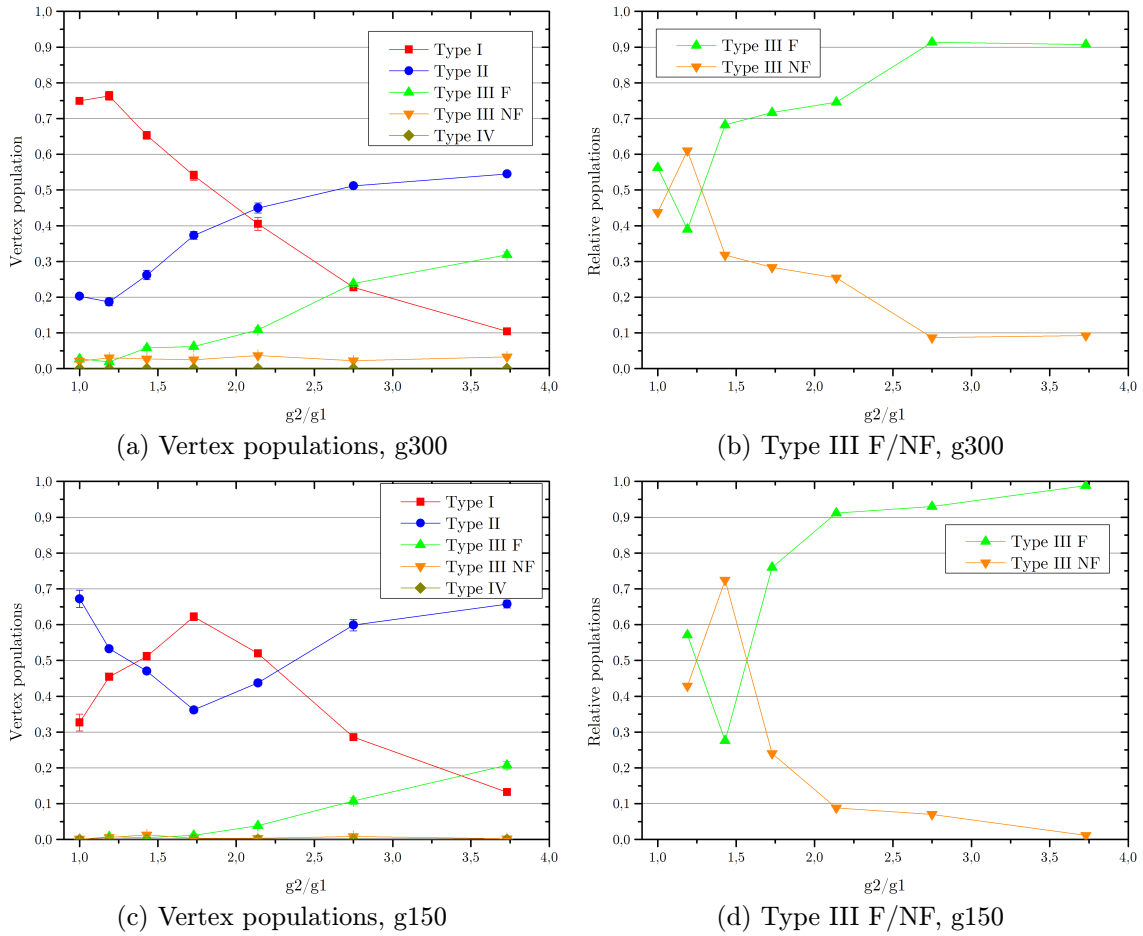 1,0
0,9
0,8
0,7
0,6
0,5
0,4
0,3
0,2
0,1
0,0
Vertex population
Type I
Type II
Type III F
Type III NF
Type IV
1,0 1,5 2,0 2,5 3,0 3,5 4,0
g2/g1
(a) Vertex populations, g300
1,0
0,9
0,8
0,7
0,6
0,5
0,4
0,3
0,2
0,1
0,0
Relative populations
Type III F
Type III NF
1,0 1,5 2,0 2,5 3,0 3,5 4,0
g2/g1
(b) Type III F/NF, g300
1,0
0,9
0,8
0,7
0,6
0,5
0,4
0,3
0,2
0,1
0,0
Vertex populations
Type I
Type II
Type III F
Type III NF
Type IV
1,0 1,5 2,0 2,5 3,0 3,5 4,0
g2/g1
(c) Vertex populations, g150
1,0
0,9
0,8
0,7
0,6
0,5
0,4
0,3
0,2
0,1
0,0
Relative populations
Type III F
Type III NF
1,0 1,5 2,0 2,5 3,0 3,5 4,0
g2/g1
(d) Type III F/NF, g150